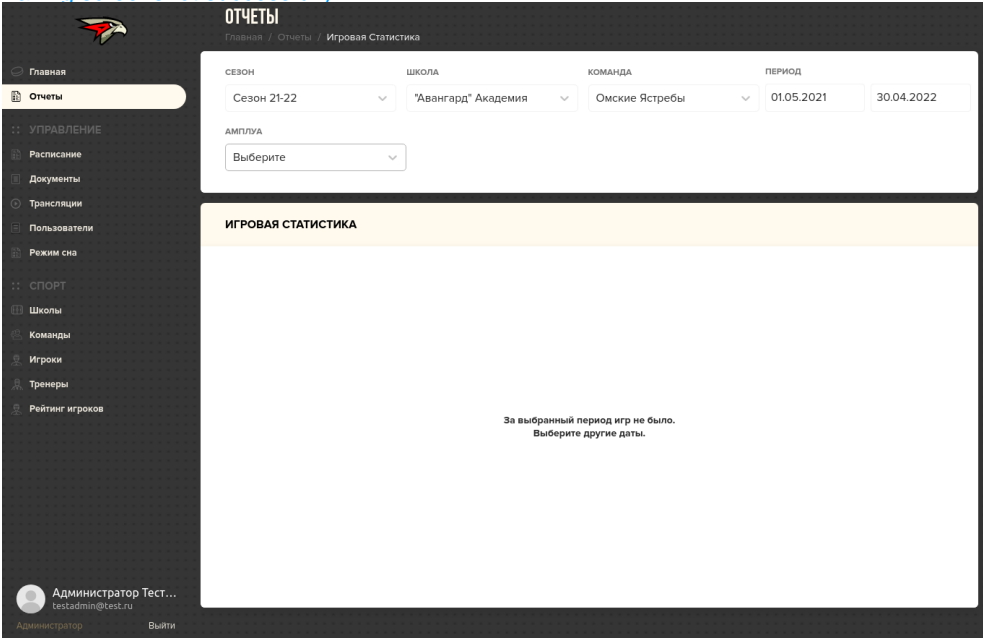 ОТЧЕТЫ
Главная / Отчеты / Игровая Статистика
Главная
Отчеты
:: УПРАВЛЕНИЕ
Расписание
Документы
Трансляции
Пользователи
Режим сна
:: СПОРТ
Школы
Команды
Игроки
Тренеры
Рейтинг игроков
Администратор Тест...
testadmin@test.ru
Администратор Выйти
СЕЗОН ШКОЛА КОМАНДА ПЕРИОД
Сезон 21-22 "Авангард" Академия Омские Ястребы 01.05.2021 30.04.2022
АМПЛУА
Выберите
ИГРОВАЯ СТАТИСТИКА
За выбранный период игр не было.
Выберите другие даты.